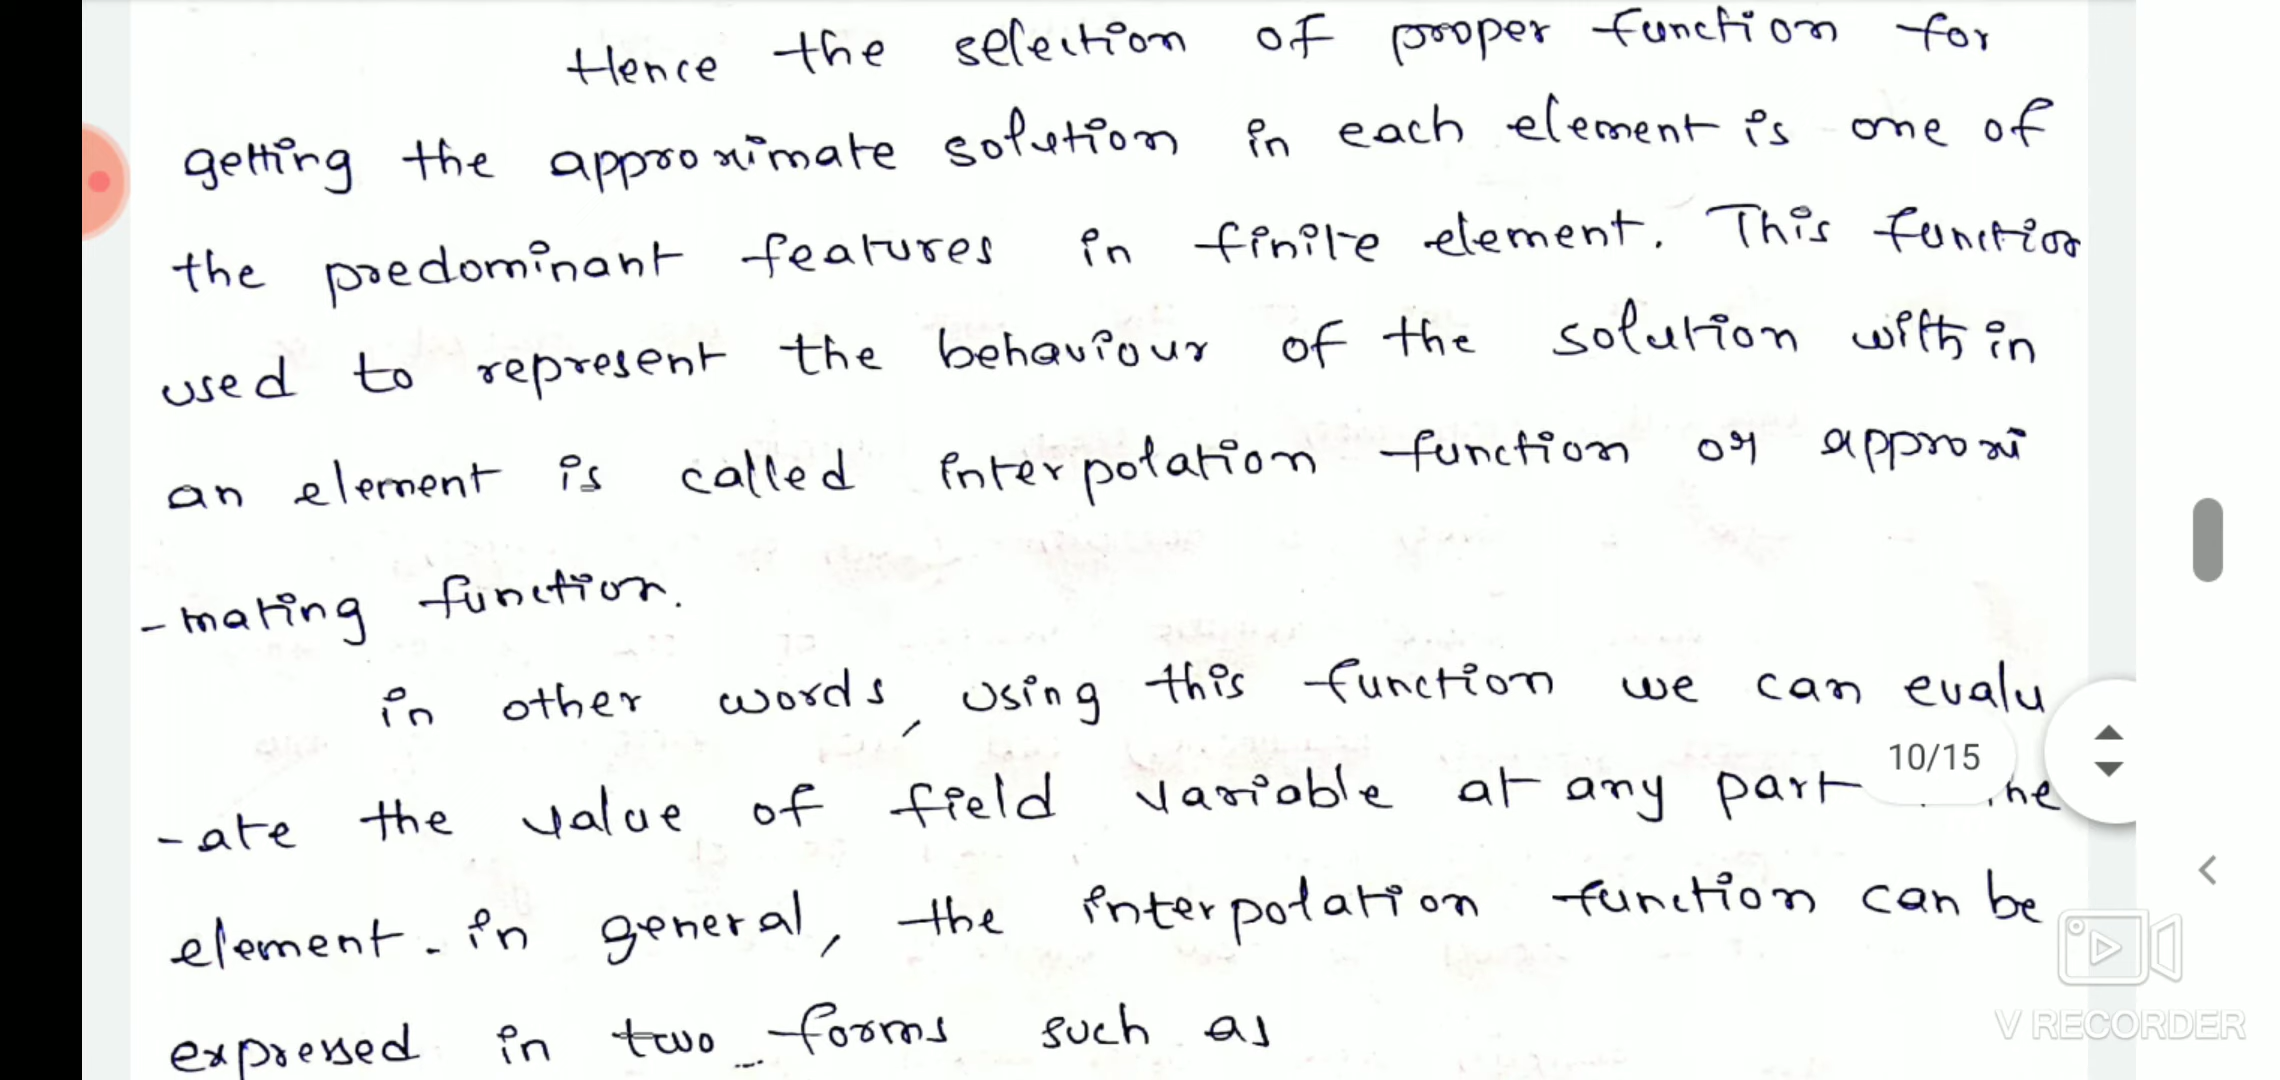 Hence the selection of proper function for
getting the approximate solution in each element is one of
the predominant features in finite element. This function
used to represent the behaviour of the solution with in
an element is called interpolation function or approxi
-mating function.
in other words, using this function we can evalu
10/15
-ate the value of field variable at any part
element. in general, the interpolation function can be
expressed in two forms such as
V RECORDER